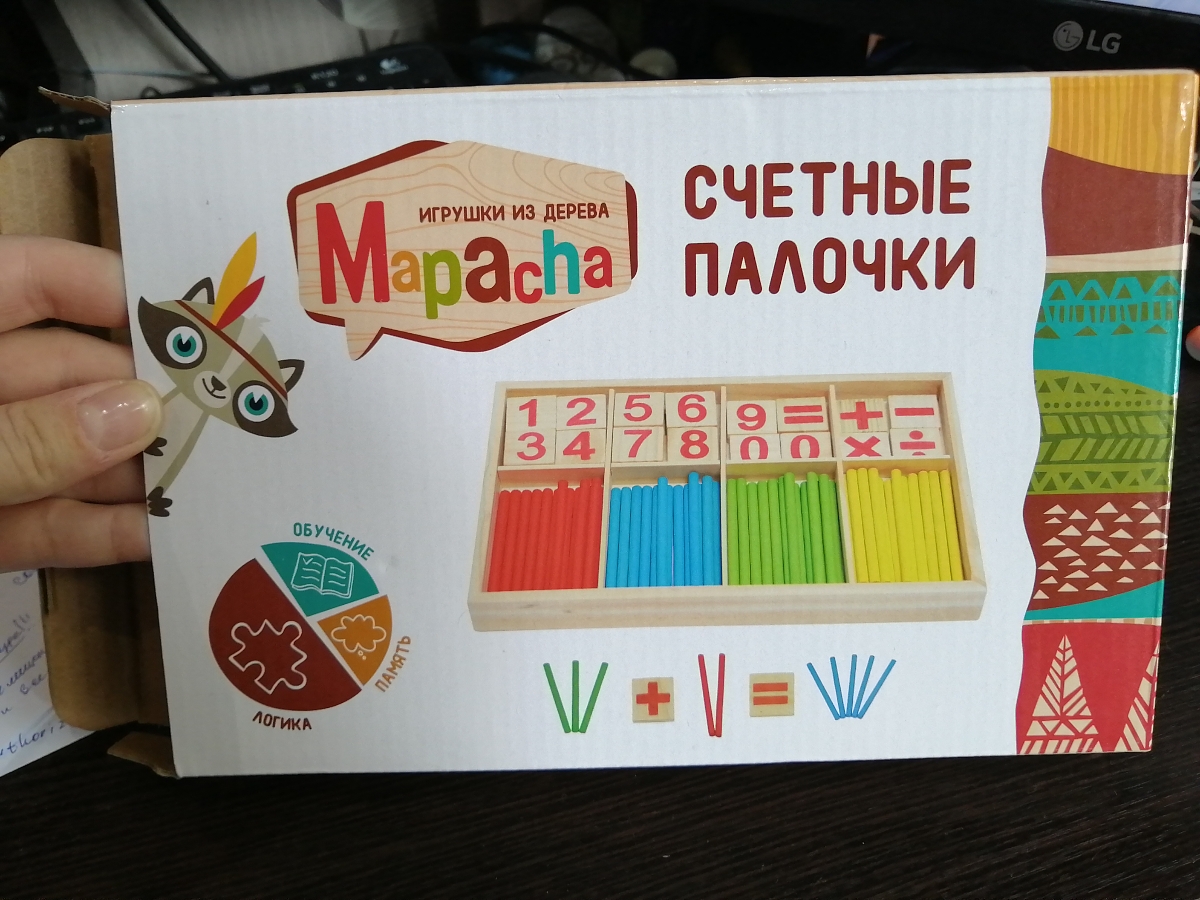 LG
ИГРУШКИ ИЗ ДЕРЕВА
Mapacha
СЧЕТНЫЕ
ПАЛОЧКИ
1 2 5 6 9 = + −
3 4 7 8 0 0 × ÷
ОБУЧЕНИЕ
ПАМЯТЬ
ЛОГИКА
+ =